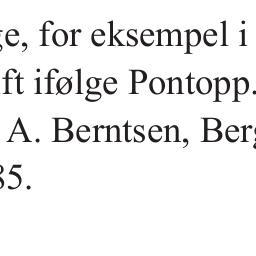 ge, for eksempel i
ft ifølge Pontopp.
A. Berntsen, Berg
85.